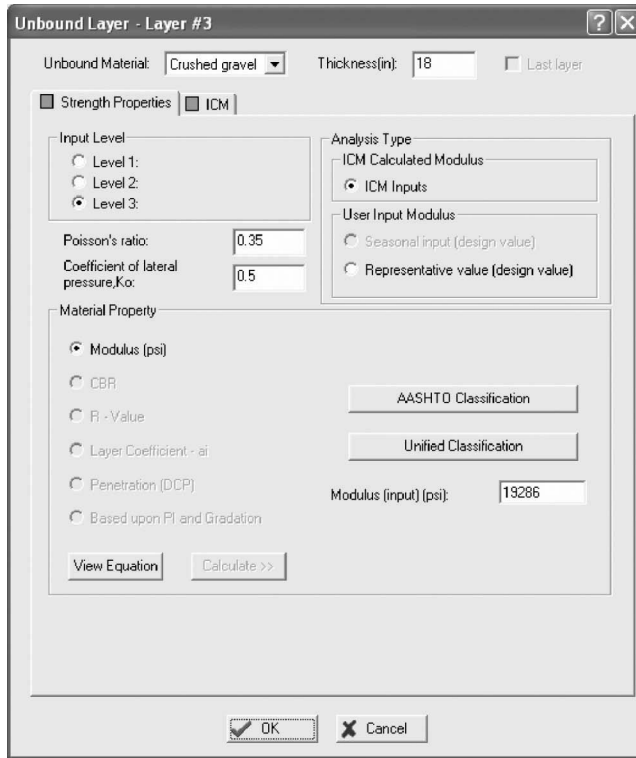 Unbound Layer - Layer #3
Unbound Material: Crushed gravel Thickness(in): 18 Last layer
Strength Properties ICM
Input Level
Level 1:
Level 2:
Level 3:
Analysis Type
ICM Calculated Modulus
ICM Inputs
User Input Modulus
Seasonal input (design value)
Representative value (design value)
Poisson's ratio: 0.35
Coefficient of lateral
pressure,Ko: 0.5
Material Property
Modulus (psi)
CBR
R - Value
Layer Coefficient - ai
Penetration (DCP)
Based upon PI and Gradation
AASHTO Classification
Unified Classification
Modulus (input) (psi): 19286
View Equation Calculate >>
OK Cancel